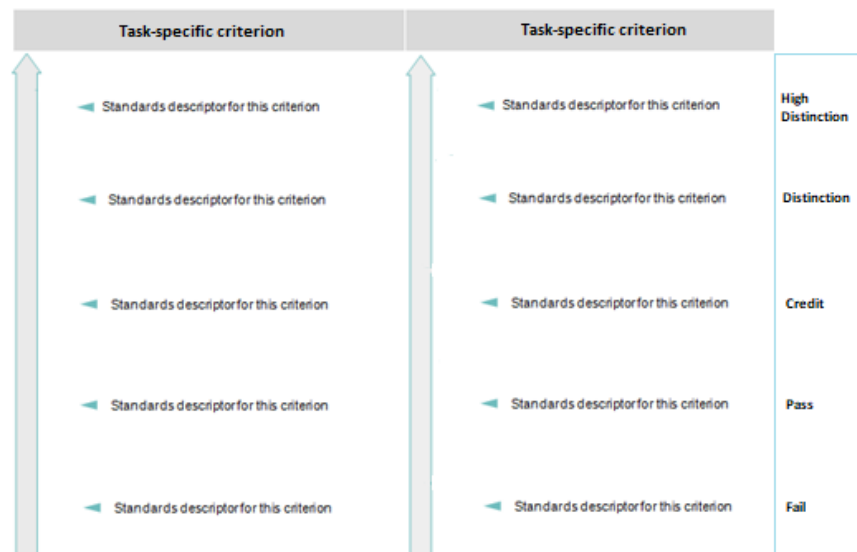 Task-specific criterion
Task-specific criterion
Standards descriptor for this criterion
Standards descriptor for this criterion
High
Distinction
Standards descriptor for this criterion
Standards descriptor for this criterion
Distinction
Standards descriptor for this criterion
Standards descriptor for this criterion
Credit
Standards descriptor for this criterion
Standards descriptor for this criterion
Pass
Standards descriptor for this criterion
Standards descriptor for this criterion
Fail